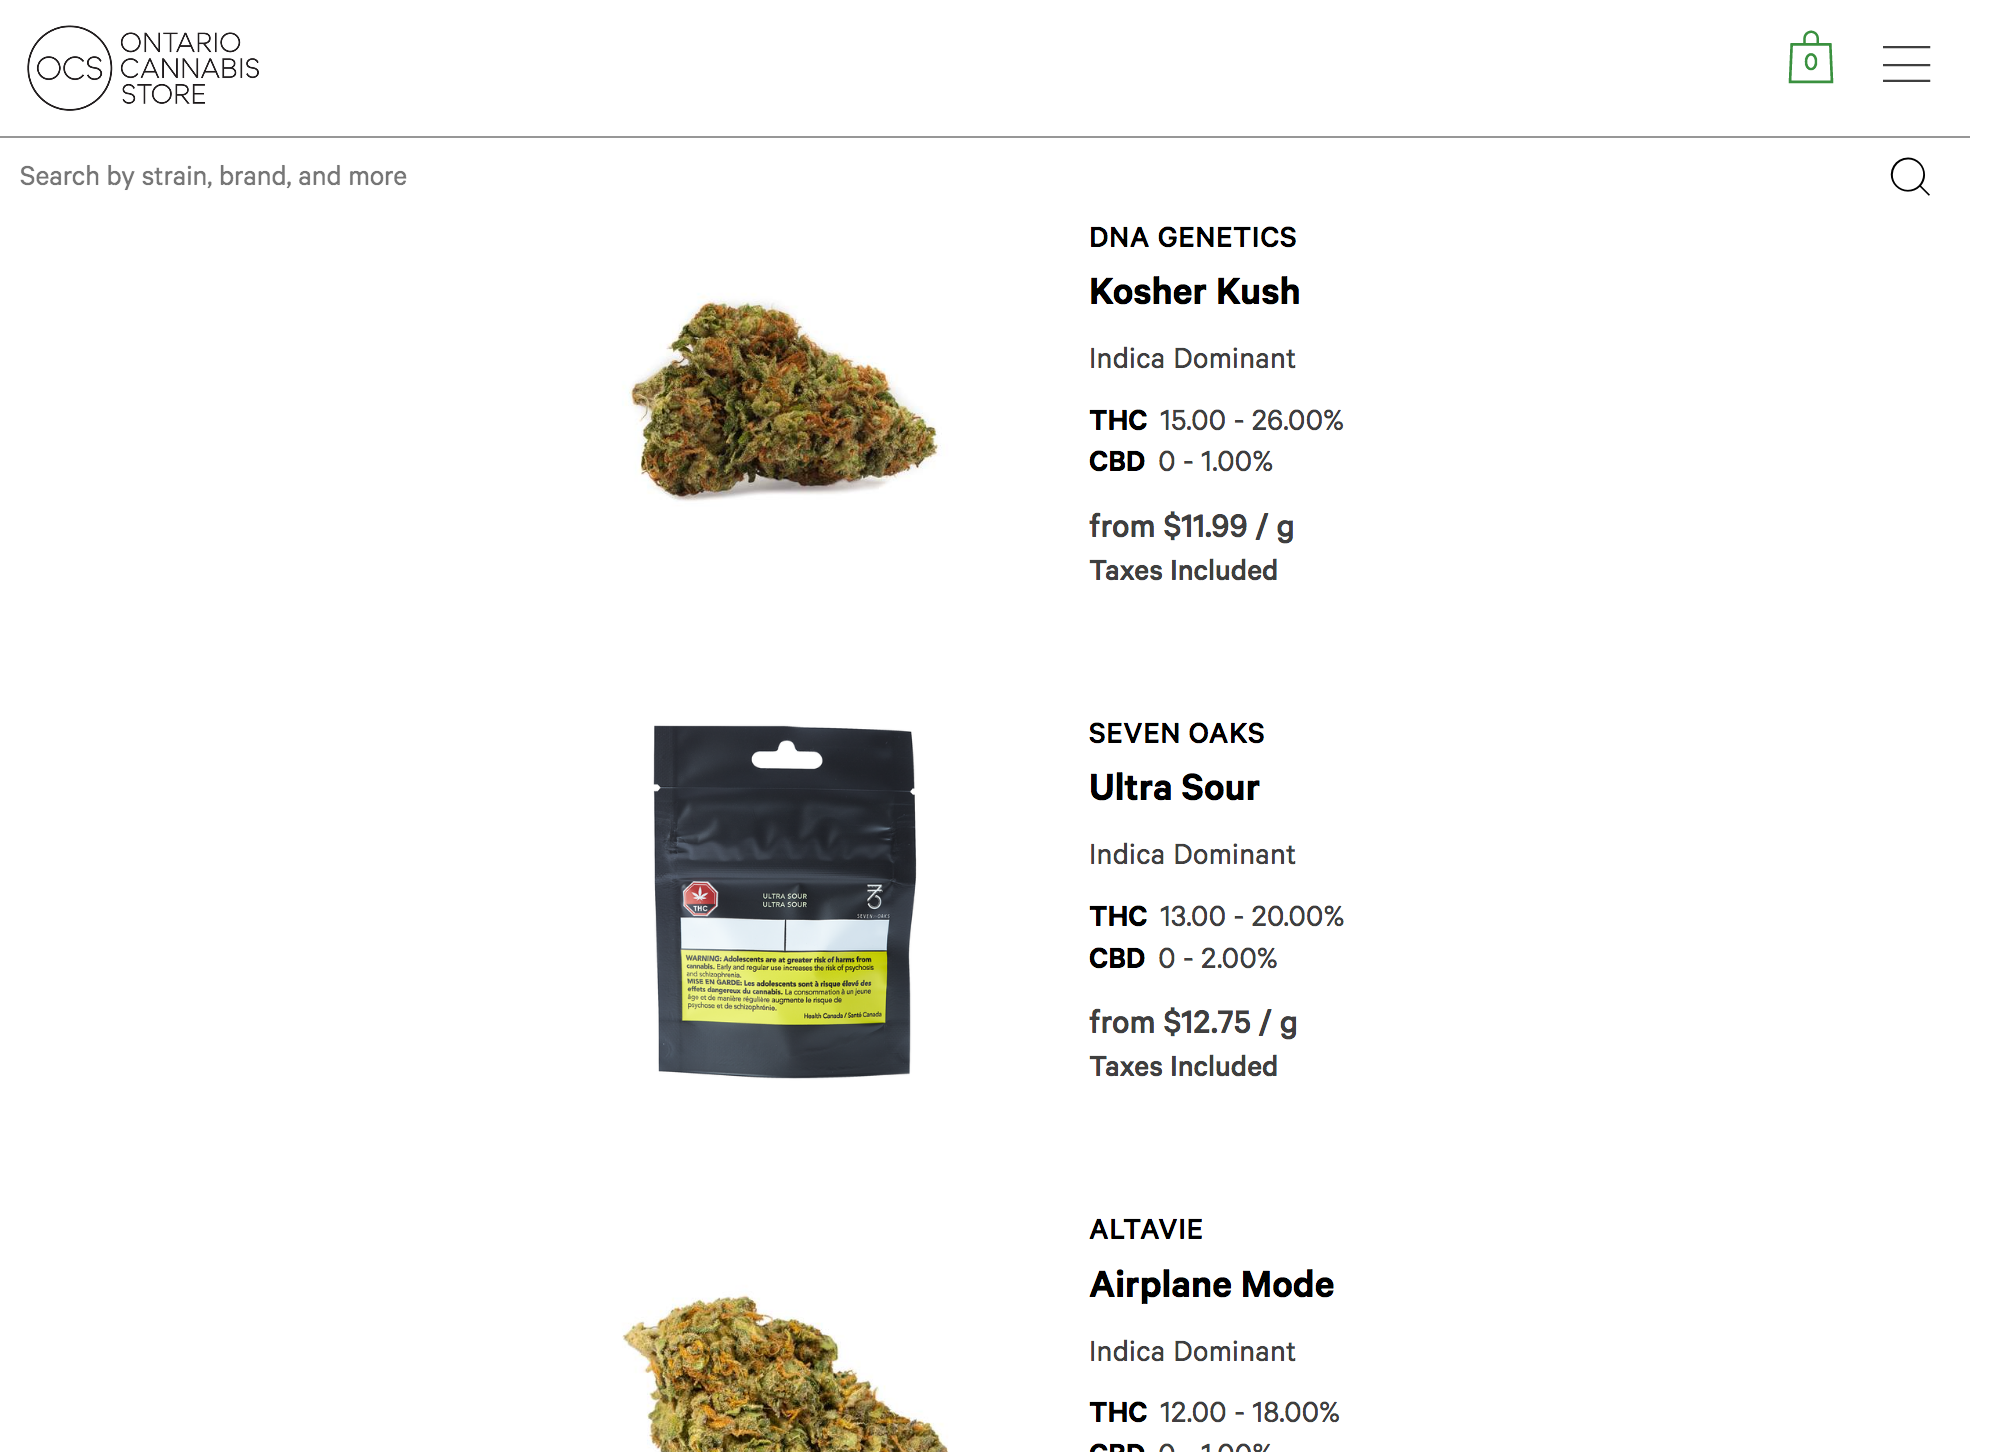 OCS
ONTARIO
CANNABIS
STORE
0
Search by strain, brand, and more
DNA GENETICS
Kosher Kush
Indica Dominant
THC 15.00 - 26.00%
CBD 0 - 1.00%
from $11.99 / g
Taxes Included
SEVEN OAKS
Ultra Sour
Indica Dominant
THC 13.00 - 20.00%
CBD 0 - 2.00%
from $12.75 / g
Taxes Included
THC
ULTRA SOUR
ULTRA SOUR
SEVEN-OAKS
WARNING: Adolescents are at greater risk of harms from
cannabis. Early and regular use increases the risk of psychosis
and schizophrenia.
MISE EN GARDE: Les adolescents sont à risque élevé des
effets dangereux du cannabis. La consommation à un jeune
âge et de manière régulière augmente le risque de
psychose et de schizophrénie.
Health Canada / Santé Canada
ALTAVIE
Airplane Mode
Indica Dominant
THC 12.00 - 18.00%
CBD 0 - 1.00%